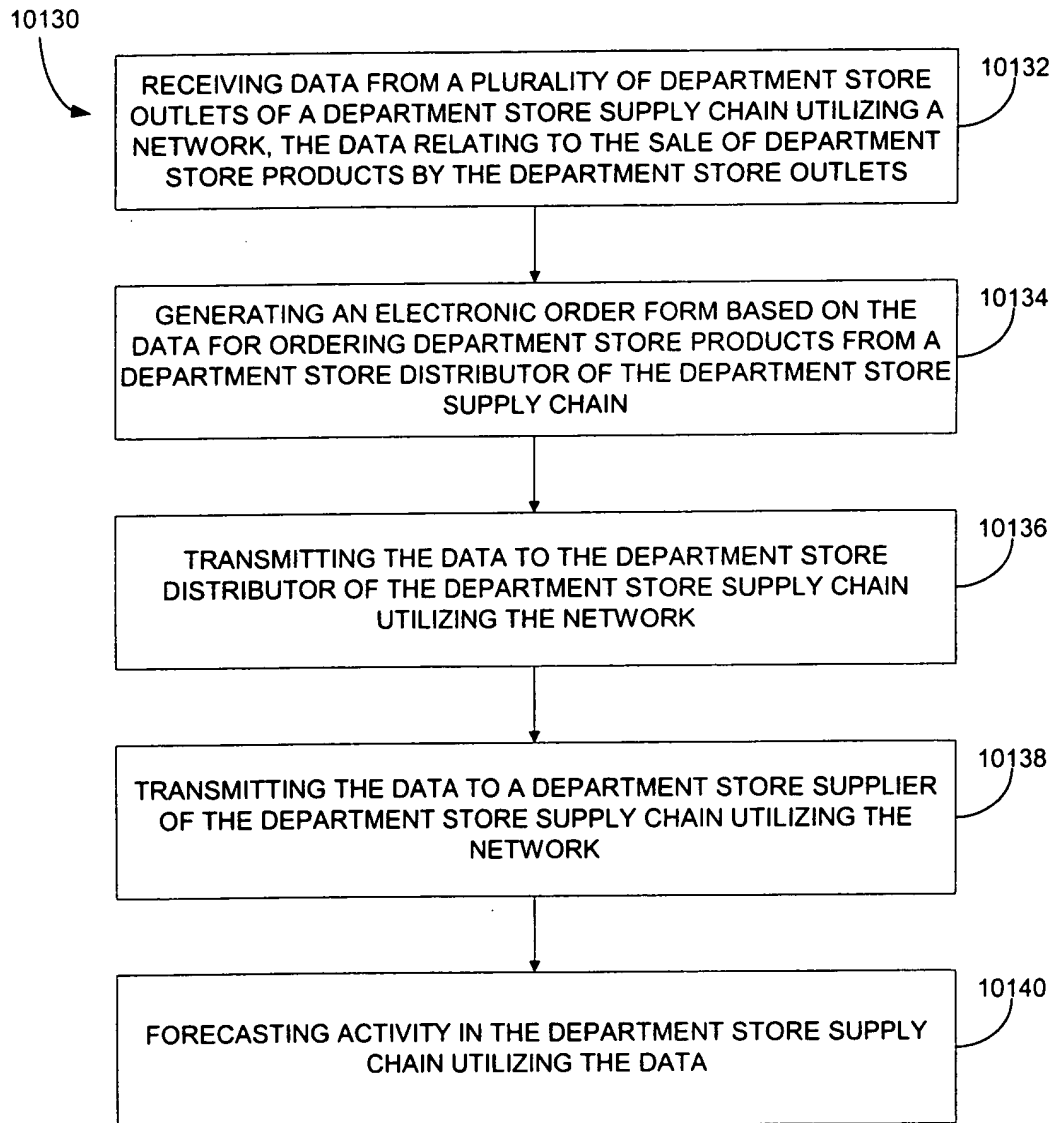 10130
10132
RECEIVING DATA FROM A PLURALITY OF DEPARTMENT STORE
OUTLETS OF A DEPARTMENT STORE SUPPLY CHAIN UTILIZING A
NETWORK, THE DATA RELATING TO THE SALE OF DEPARTMENT
STORE PRODUCTS BY THE DEPARTMENT STORE OUTLETS
10134
GENERATING AN ELECTRONIC ORDER FORM BASED ON THE
DATA FOR ORDERING DEPARTMENT STORE PRODUCTS FROM A
DEPARTMENT STORE DISTRIBUTOR OF THE DEPARTMENT STORE
SUPPLY CHAIN
10136
TRANSMITTING THE DATA TO THE DEPARTMENT STORE
DISTRIBUTOR OF THE DEPARTMENT STORE SUPPLY CHAIN
UTILIZING THE NETWORK
10138
TRANSMITTING THE DATA TO A DEPARTMENT STORE SUPPLIER
OF THE DEPARTMENT STORE SUPPLY CHAIN UTILIZING THE
NETWORK
10140
FORECASTING ACTIVITY IN THE DEPARTMENT STORE SUPPLY
CHAIN UTILIZING THE DATA